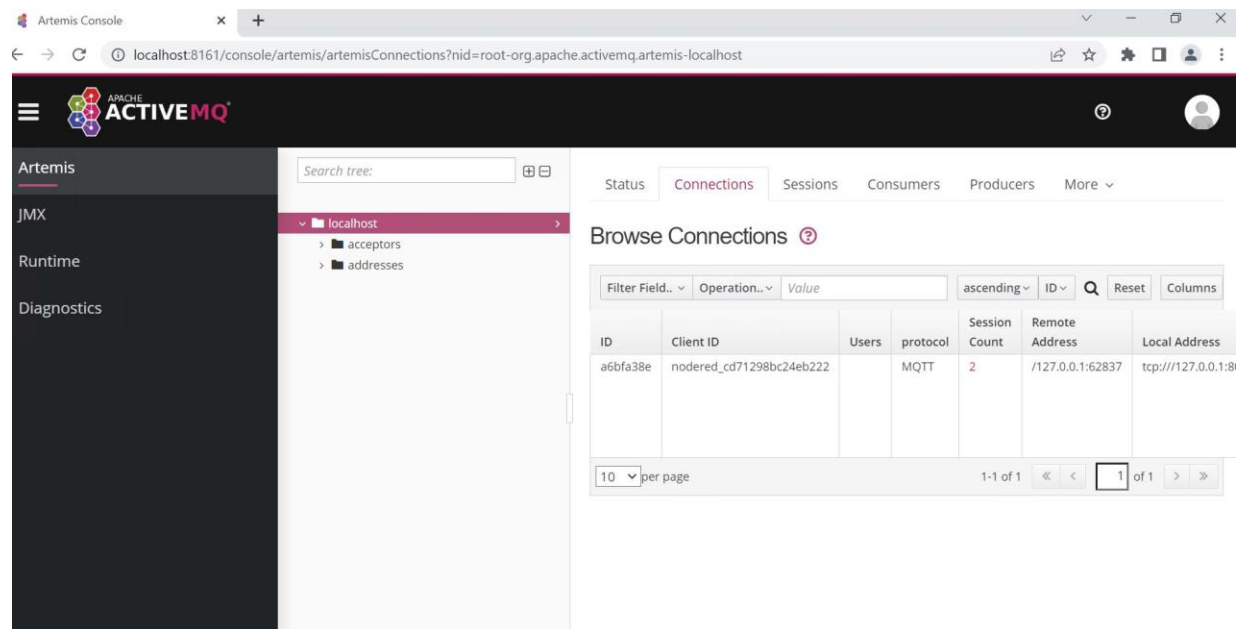 Artemis Console
localhost:8161/console/artemis/artemisConnections?nid=root-org.apache.activemq.artemis-localhost
APACHE
ACTIVEMQ
Artemis
JMX
Runtime
Diagnostics
Search tree:
localhost
acceptors
addresses
Status Connections Sessions Consumers Producers More
Browse Connections
Filter Field.. Operation.. Value ascending ID Reset Columns
ID Client ID Users protocol Session Count Remote Address Local Address
a6bfa38e nodered_cd71298bc24eb222 MQTT 2 /127.0.0.1:62837 tcp:///127.0.0.1:8
10 per page 1-1 of 1 1 of 1